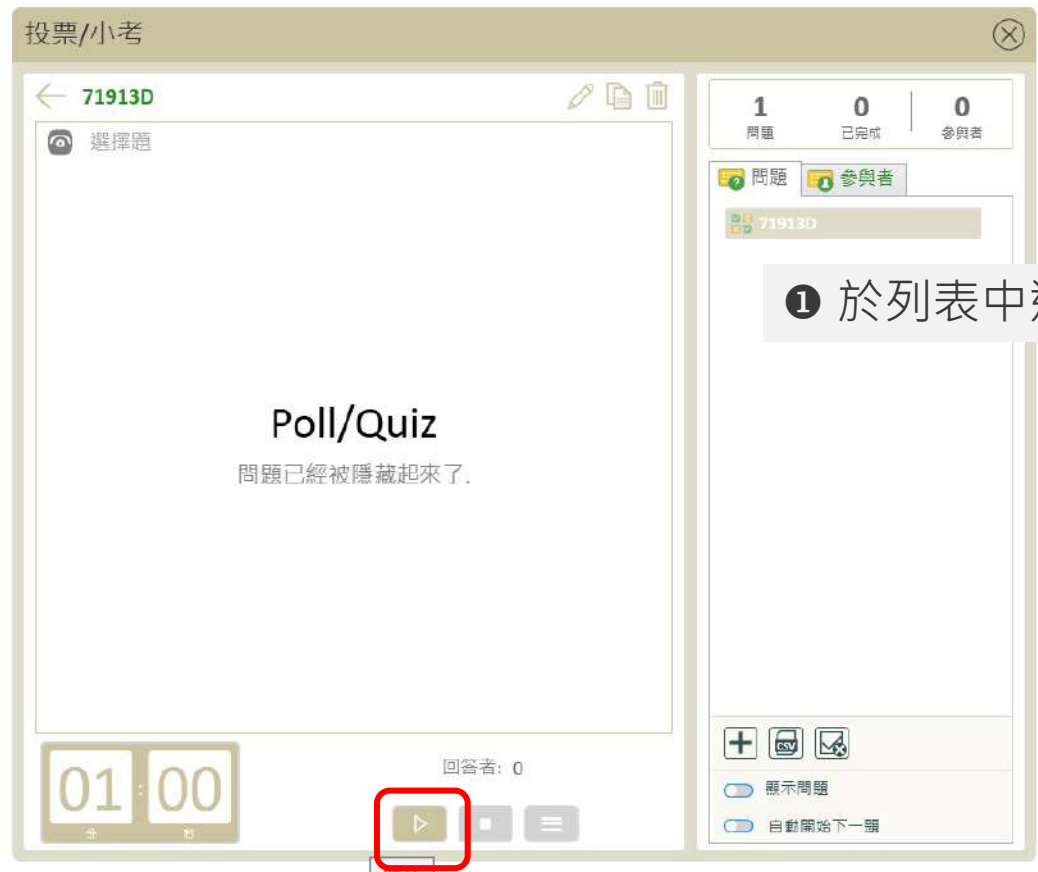 投票/小考
71913D
選擇題
Poll/Quiz
問題已經被隱藏起來了.
01:00
分 秒
回答者: 0
1 0 0
問題 已完成 參與者
問題 參與者
71913D
❶ 於列表中
CSV
顯示問題
自動開始下一題